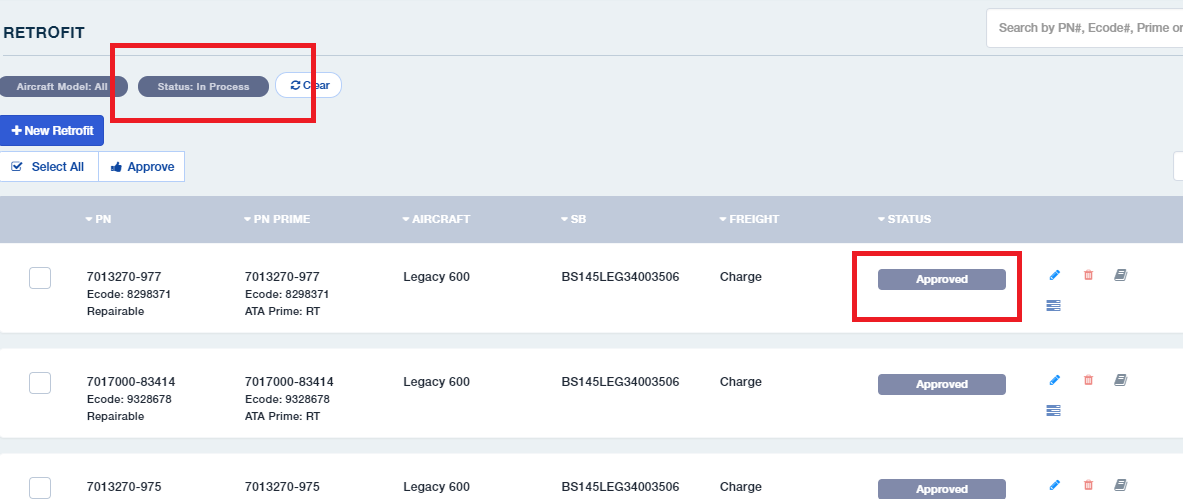 RETROFIT
Search by PN#, Ecode#, Prime or
Aircraft Model: All
Status: In Process
Clear
New Retrofit
Select All
Approve
PN
PN PRIME
AIRCRAFT
SB
FREIGHT
STATUS
7013270-977
7013270-977
Legacy 600
BS145LEG34003506
Charge
Approved
Ecode: 8298371
Ecode: 8298371
Repairable
ATA Prime: RT
7017000-83414
7017000-83414
Legacy 600
BS145LEG34003506
Charge
Approved
Ecode: 9328678
Ecode: 9328678
Repairable
ATA Prime: RT
7013270-975
7013270-975
Legacy 600
BS145LEG34003506
Charge
Approved